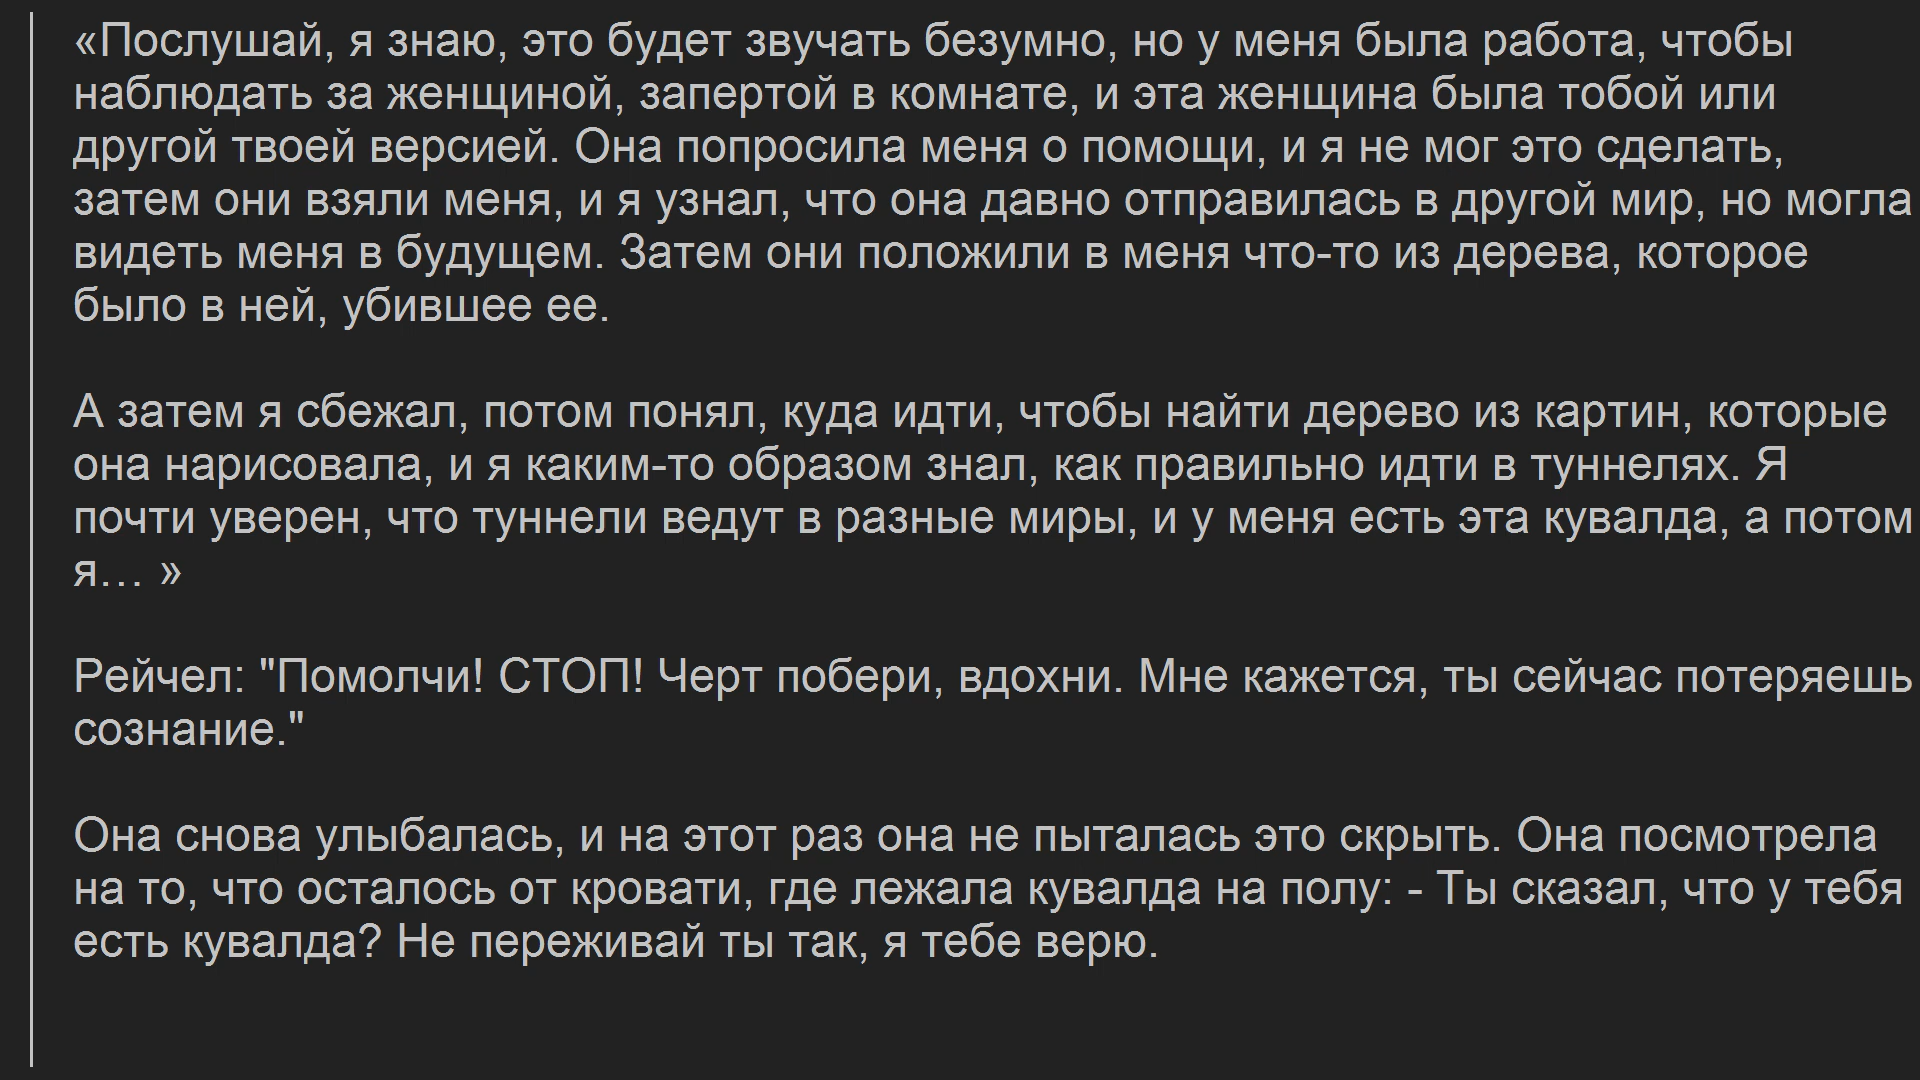 «Послушай, я знаю, это будет звучать безумно, но у меня была работа, чтобы
наблюдать за женщиной, запертой в комнате, и эта женщина была тобой или
другой твоей версией. Она попросила меня о помощи, и я не мог это сделать,
затем они взяли меня, и я узнал, что она давно отправилась в другой мир, но могла
видеть меня в будущем. Затем они положили в меня что-то из дерева, которое
было в ней, убившее ее.
А затем я сбежал, потом понял, куда идти, чтобы найти дерево из картин, которые
она нарисовала, и я каким-то образом знал, как правильно идти в туннелях. Я
почти уверен, что туннели ведут в разные миры, и у меня есть эта кувалда, а потом
я… »
Рейчел: "Помолчи! СТОП! Черт побери, вдохни. Мне кажется, ты сейчас потеряешь
сознание."
Она снова улыбалась, и на этот раз она не пыталась это скрыть. Она посмотрела
на то, что осталось от кровати, где лежала кувалда на полу: - Ты сказал, что у тебя
есть кувалда? Не переживай ты так, я тебе верю.